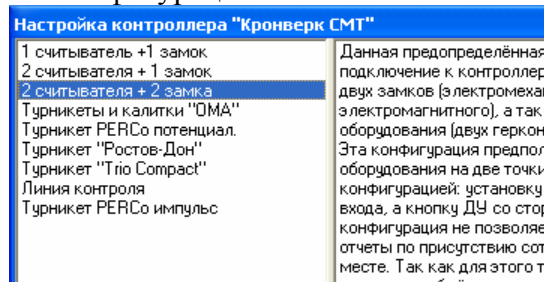 Настройка контроллера "Кронверк СМТ"
1 считыватель +1 замок
2 считывателя + 1 замок
2 считывателя + 2 замка
Турникеты и калитки "ОМА"
Турникет PERCo потенциал.
Турникет "Ростов-Дон"
Турникет "Trio Compact"
Линия контроля
Турникет PERCo импульс
Данная предопределённая
подключение к контроллер
двух замков (электромеха
электромагнитного), а так
оборудования (двух геркон
Эта конфигурация предпол
оборудования на две точки
конфигурацией: установку
входа, а кнопку ДУ со стор
конфигурация не позволяе
отчеты по присутствию сот
месте. Так как для этого т